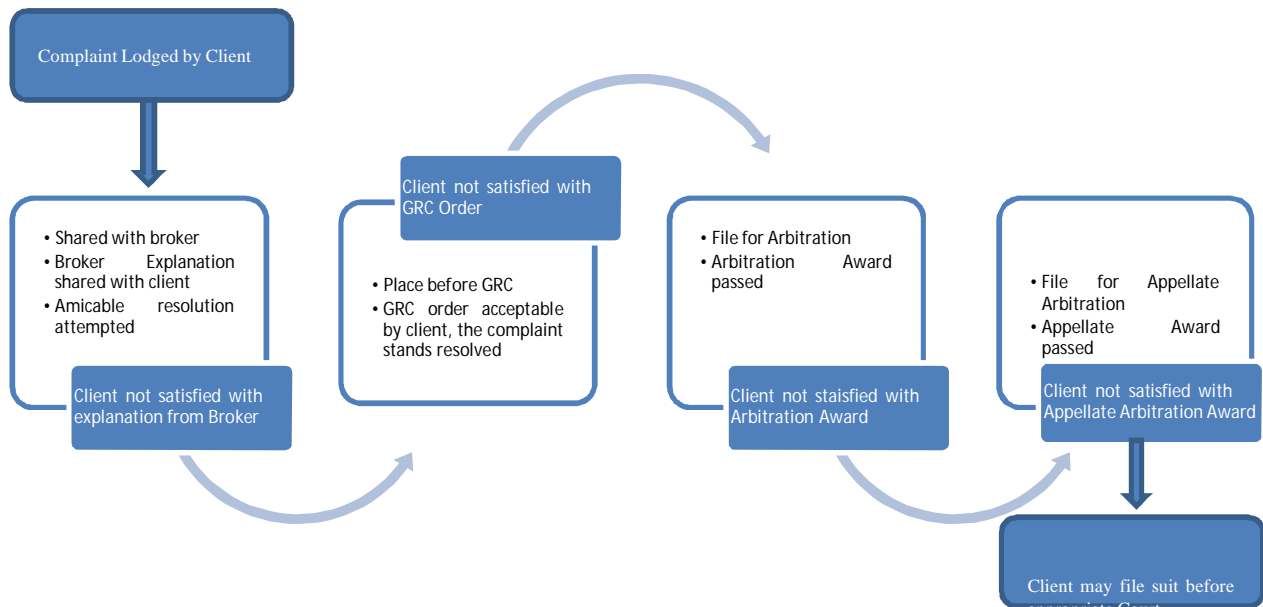 Complaint Lodged by Client
• Shared with broker
• Broker Explanation
shared with client
• Amicable resolution
attempted
Client not satisfied with
explanation from Broker
Client not satisfied with
GRC Order
• Place before GRC
• GRC order acceptable
by client, the complaint
stands resolved
• File for Arbitration
• Arbitration Award
passed
Client not staisfied with
Arbitration Award
• File for Appellate
Arbitration
• Appellate Award
passed
Client not satisfied with
Appellate Arbitration Award
Client may file suit before